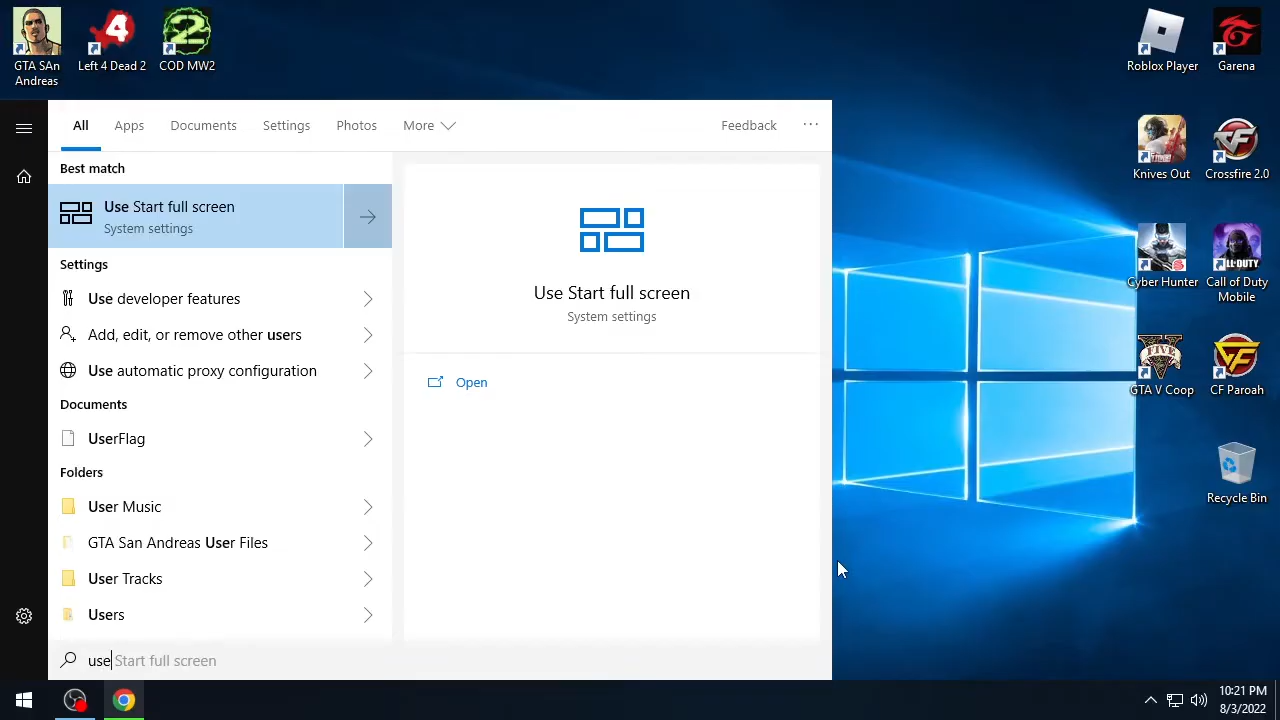 GTA SAn
Andreas
Left 4 Dead 2
COD MW2
Roblox Player
Garena
All
Apps
Documents
Settings
Photos
More
Feedback
Best match
Use Start full screen
System settings
Settings
Use developer features
Add, edit, or remove other users
Use automatic proxy configuration
Documents
UserFlag
Folders
User Music
GTA San Andreas User Files
User Tracks
Users
use Start full screen
Use Start full screen
System settings
Open
Knives Out
Crossfire 2.0
Cyber Hunter
Call of Duty
Mobile
GTA V Coop
CF Paroah
Recycle Bin
10:21 PM
8/3/2022